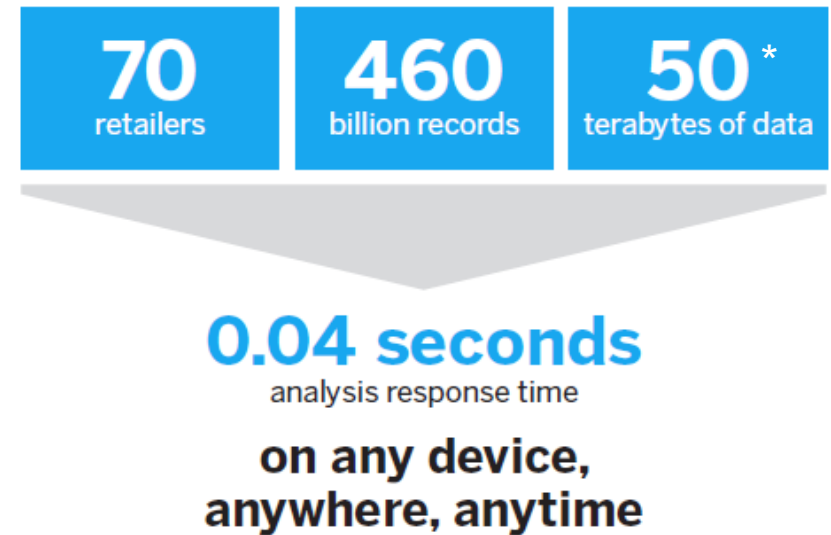 70
retailers
460
billion records
50*
terabytes of data
0.04 seconds
analysis response time
on any device,
anywhere, anytime